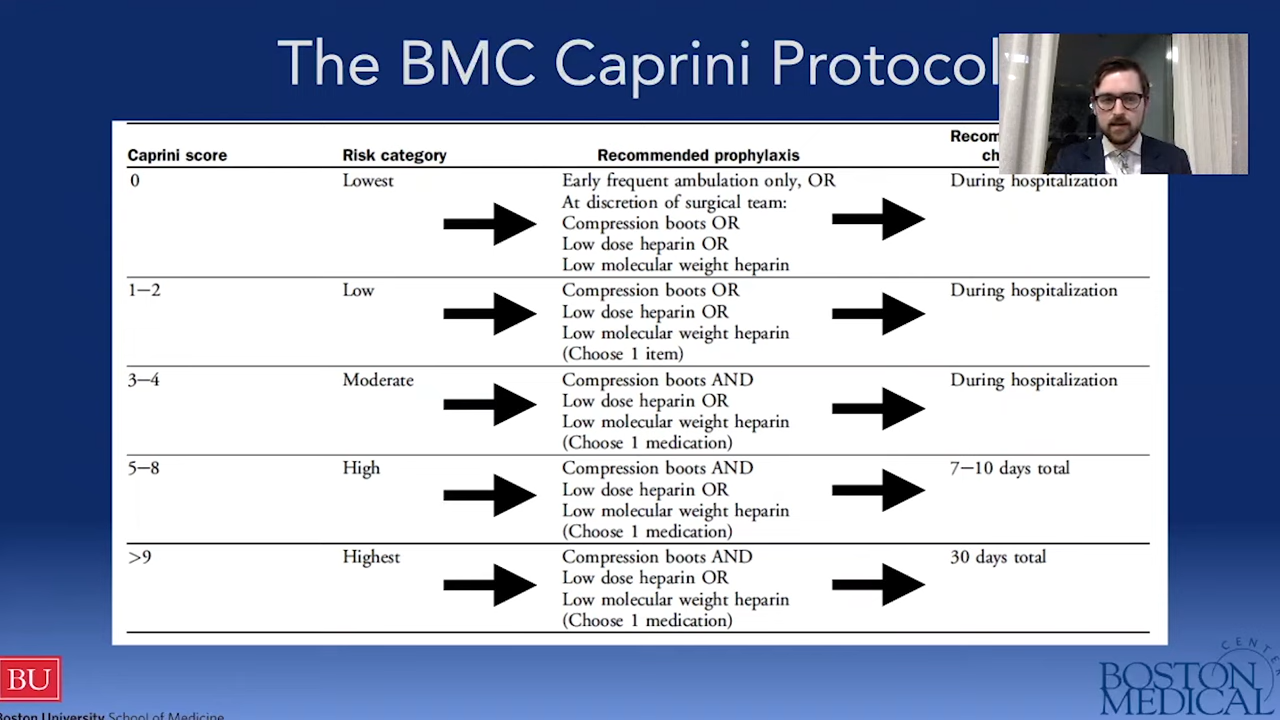 The BMC Caprini Protocol
Caprini score Risk category Recommended prophylaxis
0 Lowest Early frequent ambulation only, OR During hospitalization
At discretion of surgical team:
Compression boots OR
Low dose heparin OR
Low molecular weight heparin
1–2 Low Compression boots OR During hospitalization
Low dose heparin OR
Low molecular weight heparin
(Choose 1 item)
3–4 Moderate Compression boots AND During hospitalization
Low dose heparin OR
Low molecular weight heparin
(Choose 1 medication)
5–8 High Compression boots AND 7–10 days total
Low dose heparin OR
Low molecular weight heparin
(Choose 1 medication)
>9 Highest Compression boots AND 30 days total
Low dose heparin OR
Low molecular weight heparin
(Choose 1 medication)
BU
Boston University School of Medicine
BOSTON
MEDICAL